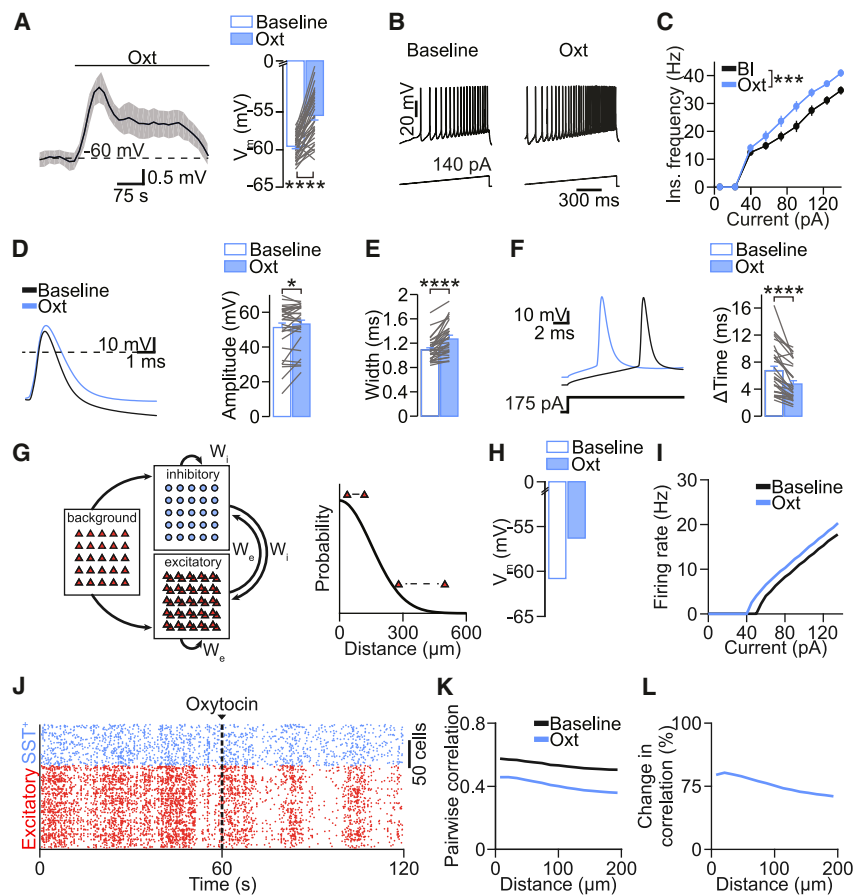 A
Oxt
-60 mV
0.5 mV
75 s
Baseline
Oxt
0
-55
-60
-65
Vm (mV)
****
B
Baseline
Oxt
20 mV
140 pA
300 ms
C
Bl
Oxt
***
Ins. frequency (Hz)
40
30
20
10
0
0 40 80 120
Current (pA)
D
Baseline
Oxt
10 mV
1 ms
Baseline
Oxt
*
Amplitude (mV)
60
40
20
0
E
****
Width (ms)
2
1.6
1.2
0.8
0.4
0
F
10 mV
2 ms
175 pA
Baseline
Oxt
****
ΔTime (ms)
16
12
8
4
0
G
Wi
inhibitory
background
excitatory
We
Wi
We
Probability
0 300 600
Distance (µm)
H
Baseline
Oxt
0
-55
-60
-65
Vm (mV)
I
Baseline
Oxt
Firing rate (Hz)
30
20
10
0
0 40 80 120
Current (pA)
J
Oxytocin
SST+
Excitatory
50 cells
0 60 120
Time (s)
K
Baseline
Oxt
Pairwise correlation
0.8
0.4
0
0 100 200
Distance (µm)
L
Change in
correlation (%)
100
75
0
0 100 200
Distance (µm)